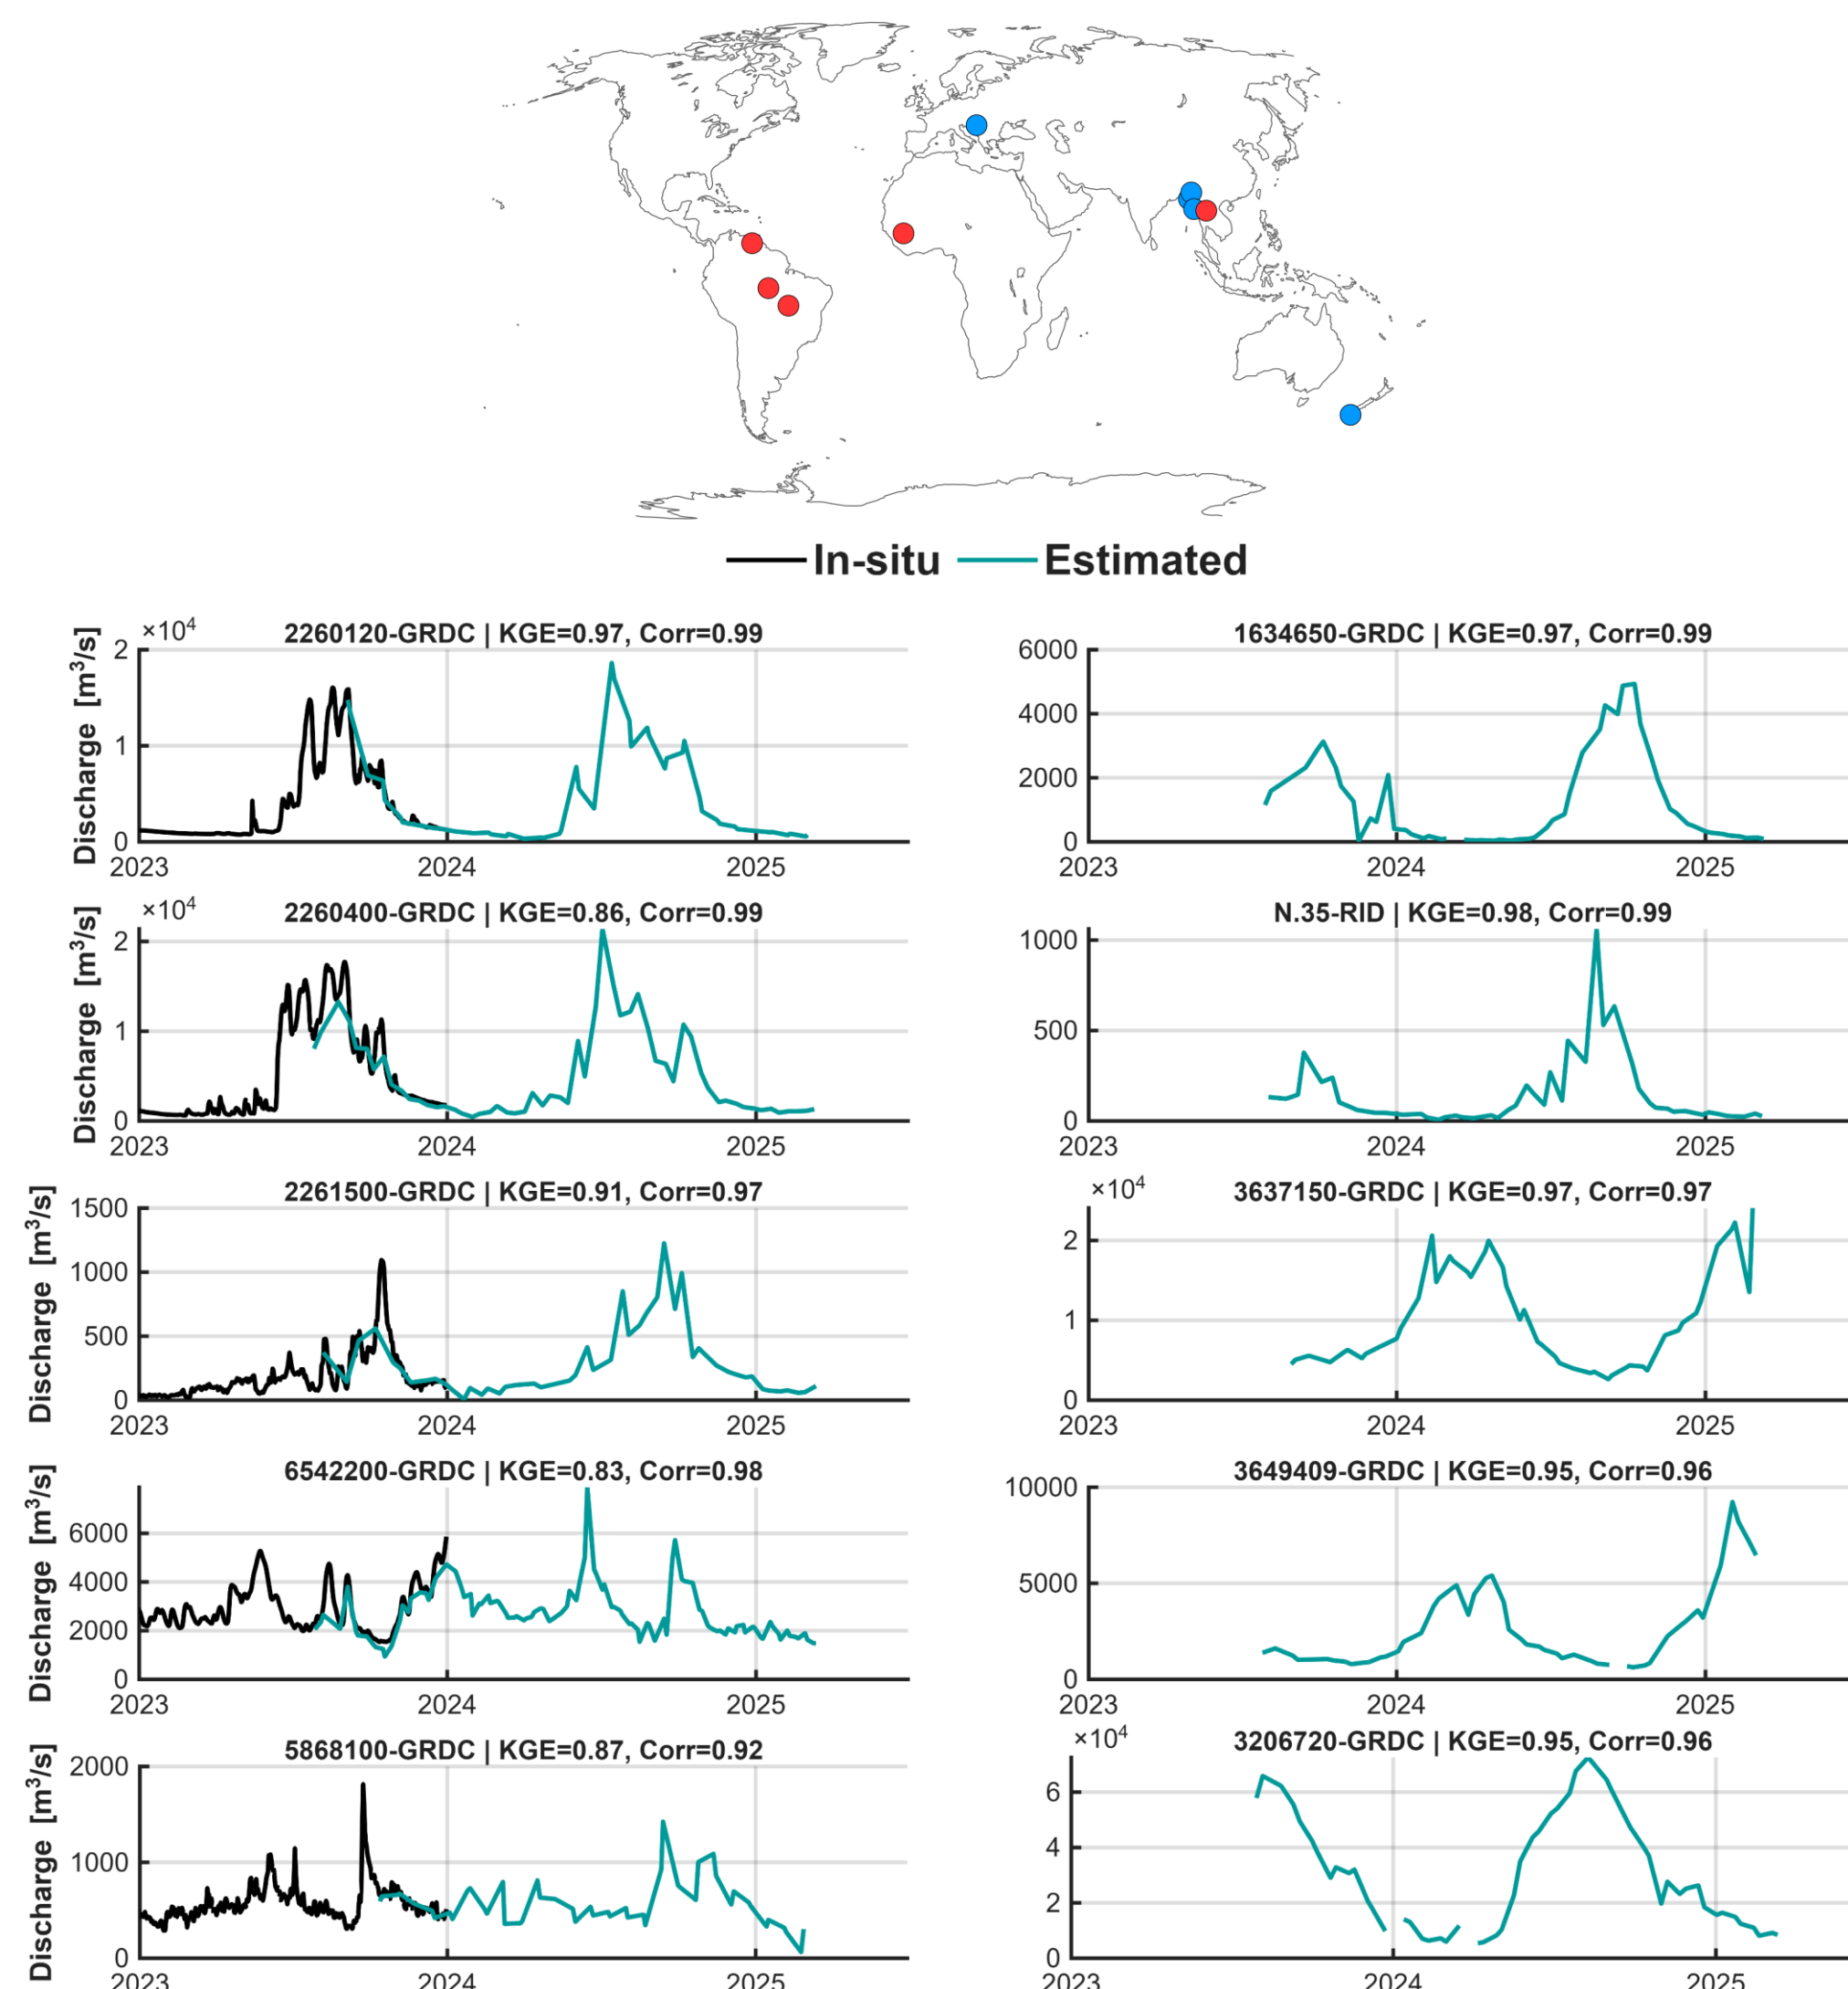 In-situ Estimated
×10⁴
2260120-GRDC | KGE=0.97, Corr=0.99
Discharge [m³/s]
2
1
0
2023 2024 2025
1634650-GRDC | KGE=0.97, Corr=0.99
6000
4000
2000
0
2023 2024 2025
×10⁴
2260400-GRDC | KGE=0.86, Corr=0.99
Discharge [m³/s]
2
1
0
2023 2024 2025
N.35-RID | KGE=0.98, Corr=0.99
1000
500
0
2023 2024 2025
2261500-GRDC | KGE=0.91, Corr=0.97
Discharge [m³/s]
1500
1000
500
0
2023 2024 2025
×10⁴
3637150-GRDC | KGE=0.97, Corr=0.97
2
1
0
2023 2024 2025
6542200-GRDC | KGE=0.83, Corr=0.98
Discharge [m³/s]
6000
4000
2000
0
2023 2024 2025
3649409-GRDC | KGE=0.95, Corr=0.96
10000
5000
0
2023 2024 2025
5868100-GRDC | KGE=0.87, Corr=0.92
Discharge [m³/s]
2000
1000
0
2023 2024 2025
×10⁴
3206720-GRDC | KGE=0.95, Corr=0.96
6
4
2
0
2023 2024 2025